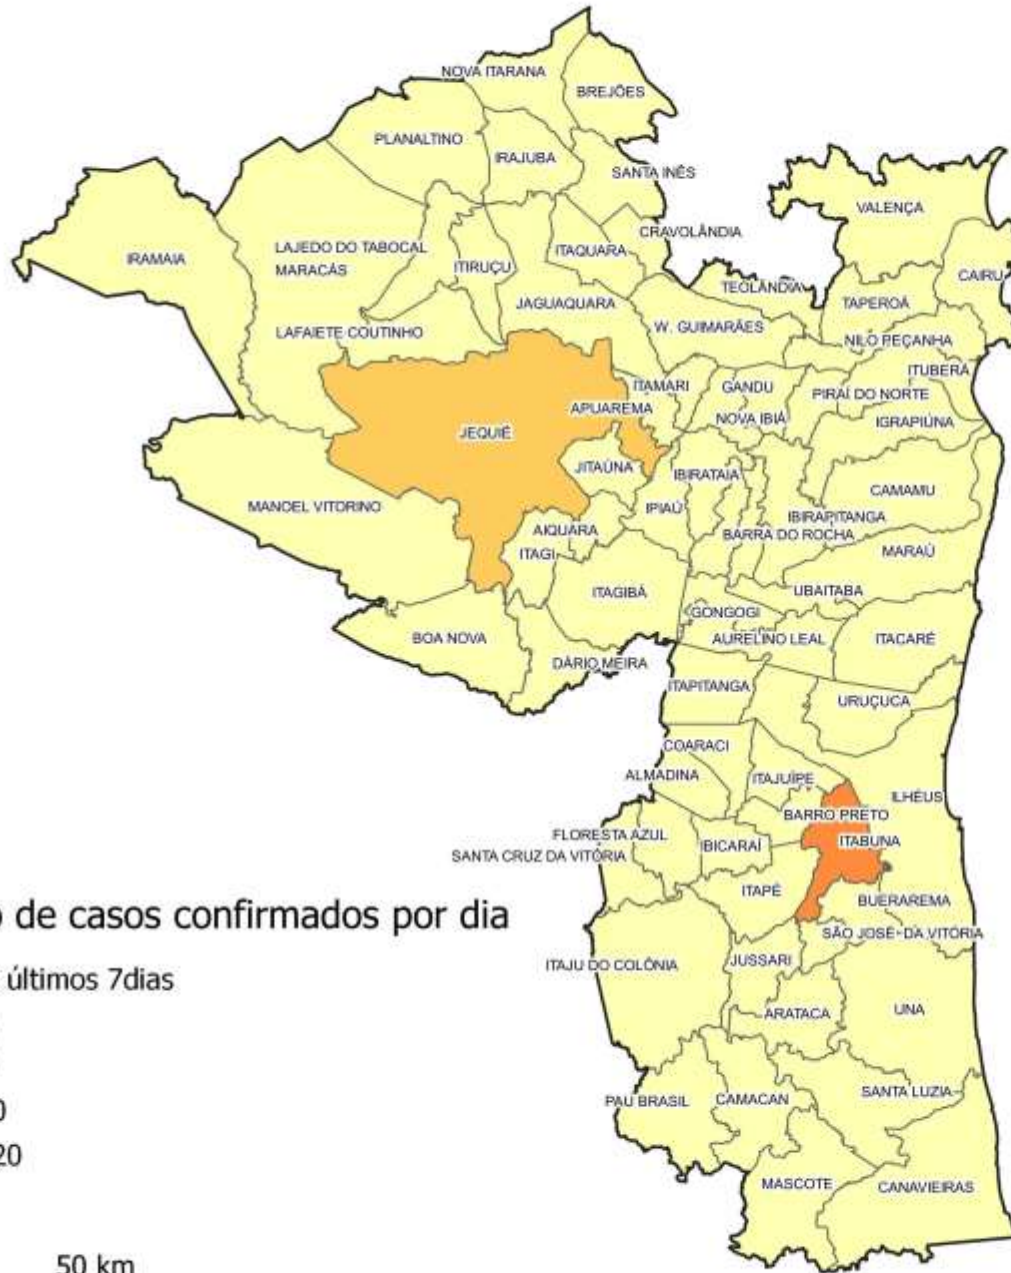 NOVA ITARANA
BREJÕES
PLANALTINO
IRAJUBA
SANTA INÊS
VALENÇA
CRAVOLÂNDIA
IRAMAIA
LAJEDO DO TABOCAL
ITAQUARA
MARACÁS
ITIRUÇU
CAIRU
TEOLÂNDIA
JAGUAQUARA
TAPEROÁ
LAFAIETE COUTINHO
W. GUIMARÃES
NILO PEÇANHA
ITUBERÁ
ITAMARI
GANDU
PIRAÍ DO NORTE
APUAREMA
NOVA IBIÁ
IGRAPIÚNA
JEQUIÉ
JITAÚNA
IBIRATAIA
CAMAMU
MANOEL VITORINO
IPIAÚ
IBIRAPITANGA
AIQUARA
BARRA DO ROCHA
ITAGI
MARAÚ
ITAGIBÁ
UBAITABA
GONGOGI
BOA NOVA
AURELINO LEAL
ITACARÉ
DÁRIO MEIRA
ITAPITANGA
URUÇUCA
COARACI
ALMADINA
ITAJUÍPE
ILHÉUS
BARRO PRETO
FLORESTA AZUL
ITABUNA
SANTA CRUZ DA VITÓRIA
IBICARAÍ
ITAPÉ
BUERAREMA
de casos confirmados por dia
SÃO JOSÉ DA VITÓRIA
últimos 7dias
ITAJU DO COLÔNIA
JUSSARI
ARATACA
UNA
SANTA LUZIA
PAU BRASIL
CAMACAN
20
MASCOTE
CANAVIEIRAS
50 km